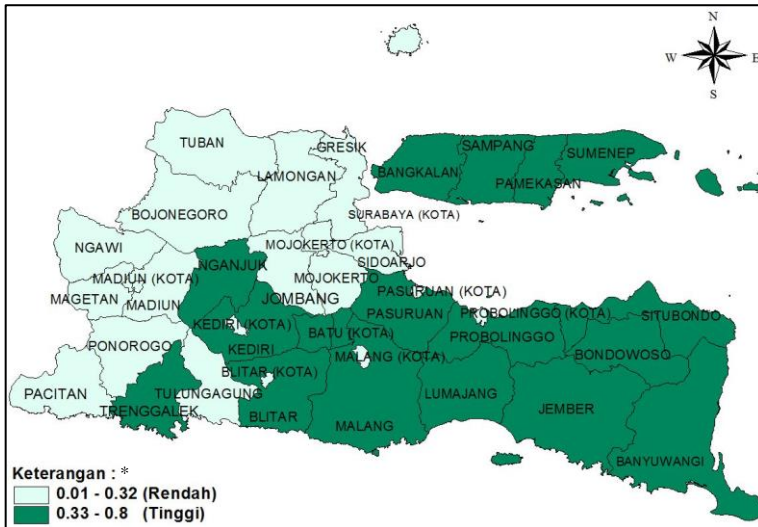 N
W E
S
TUBAN
GRESIK
LAMONGAN
SAMPANG
SUMENEP
BANGKALAN
PAMEKASAN
BOJONEGORO
SURABAYA (KOTA)
NGAWI
MOJOKERTO (KOTA)
NGANJUK
SIDOARJO
MADIUN (KOTA)
MOJOKERTO
MAGETAN
MADIUN
JOMBANG
PASURUAN (KOTA)
PASURUAN
PROBOLINGGO (KOTA)
SITUBONDO
KEDIRI (KOTA)
BATU (KOTA)
PROBOLINGGO
PONOROGO
KEDIRI
MALANG (KOTA)
BONDOWOSO
BLITAR (KOTA)
PACITAN
TULUNGAGUNG
LUMAJANG
TRENGGALEK
BLITAR
JEMBER
MALANG
BANYUWANGI
Keterangan : *
0.01 - 0.32 (Rendah)
0.33 - 0.8 (Tinggi)